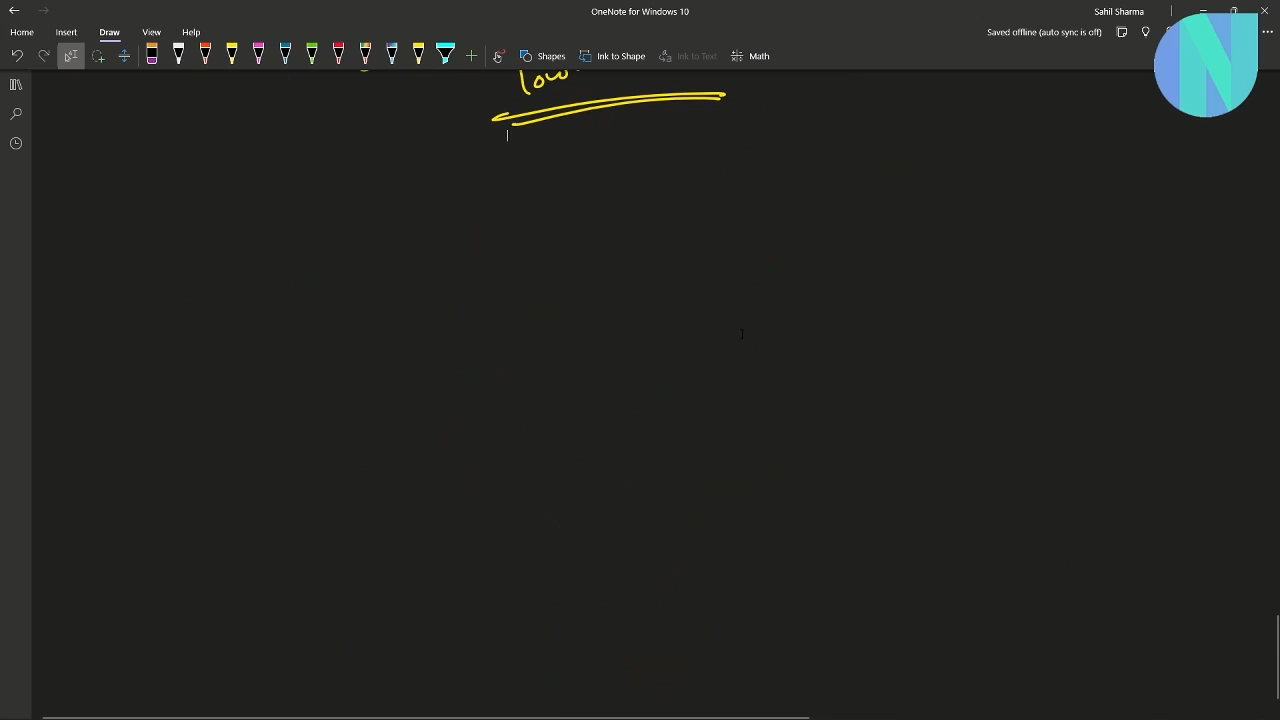 OneNote for Windows 10
Sahil Sharma
Home Insert Draw View Help
Saved offline (auto sync is off)
Shapes Ink to Shape Ink to Text Math
low